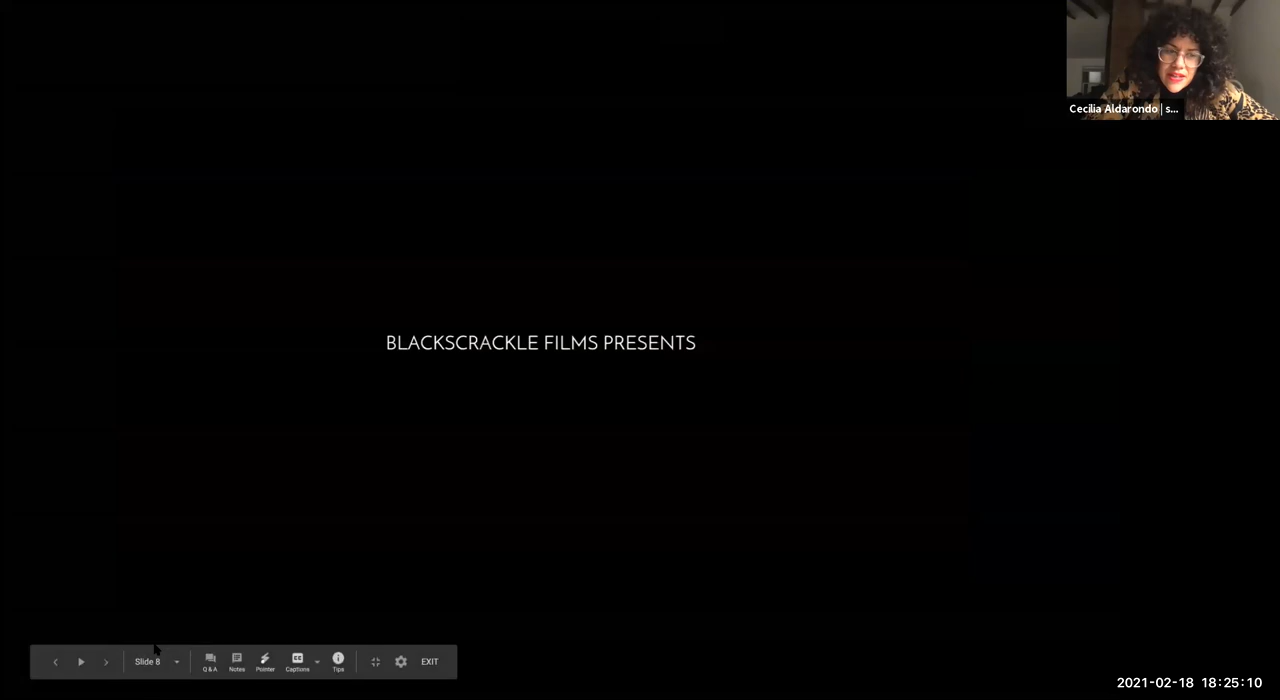 Cecilia Aldarondo | s...
BLACKSCRACKLE FILMS PRESENTS
Slide 8
Q & A
Notes
Pointer
Captions
Tips
EXIT
2021-02-18 18:25:10